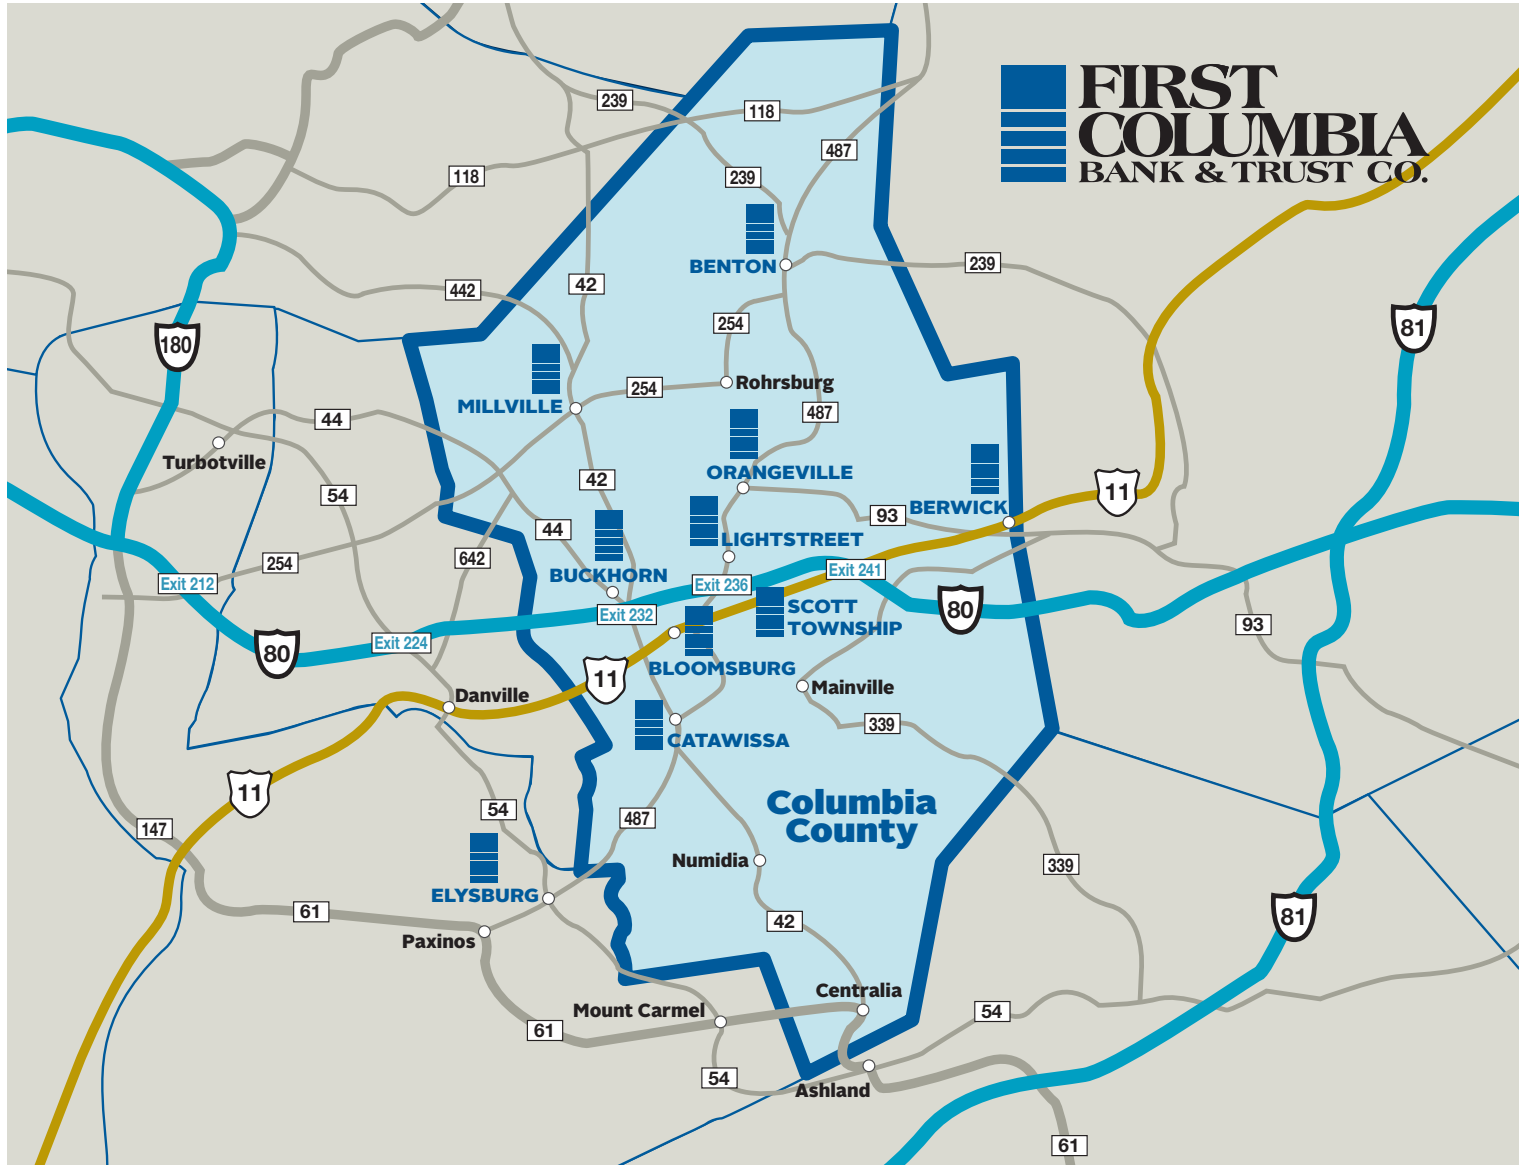 FIRST
COLUMBIA
BANK & TRUST CO.
239
118
487
118
239
BENTON
239
442
42
180
254
81
MILLVILLE
254
Rohrsburg
44
487
Turbotville
ORANGEVILLE
54
42
11
BERWICK
93
44
LIGHTSTREET
254
642
BUCKHORN
Exit 212
Exit 236
Exit 241
80
SCOTT
TOWNSHIP
Exit 232
93
Exit 224
80
BLOOMSBURG
11
Danville
Mainville
339
CATAWISSA
11
Columbia
County
54
487
147
Numidia
339
ELYSBURG
61
42
81
Paxinos
Centralia
Mount Carmel
54
61
54
Ashland
61